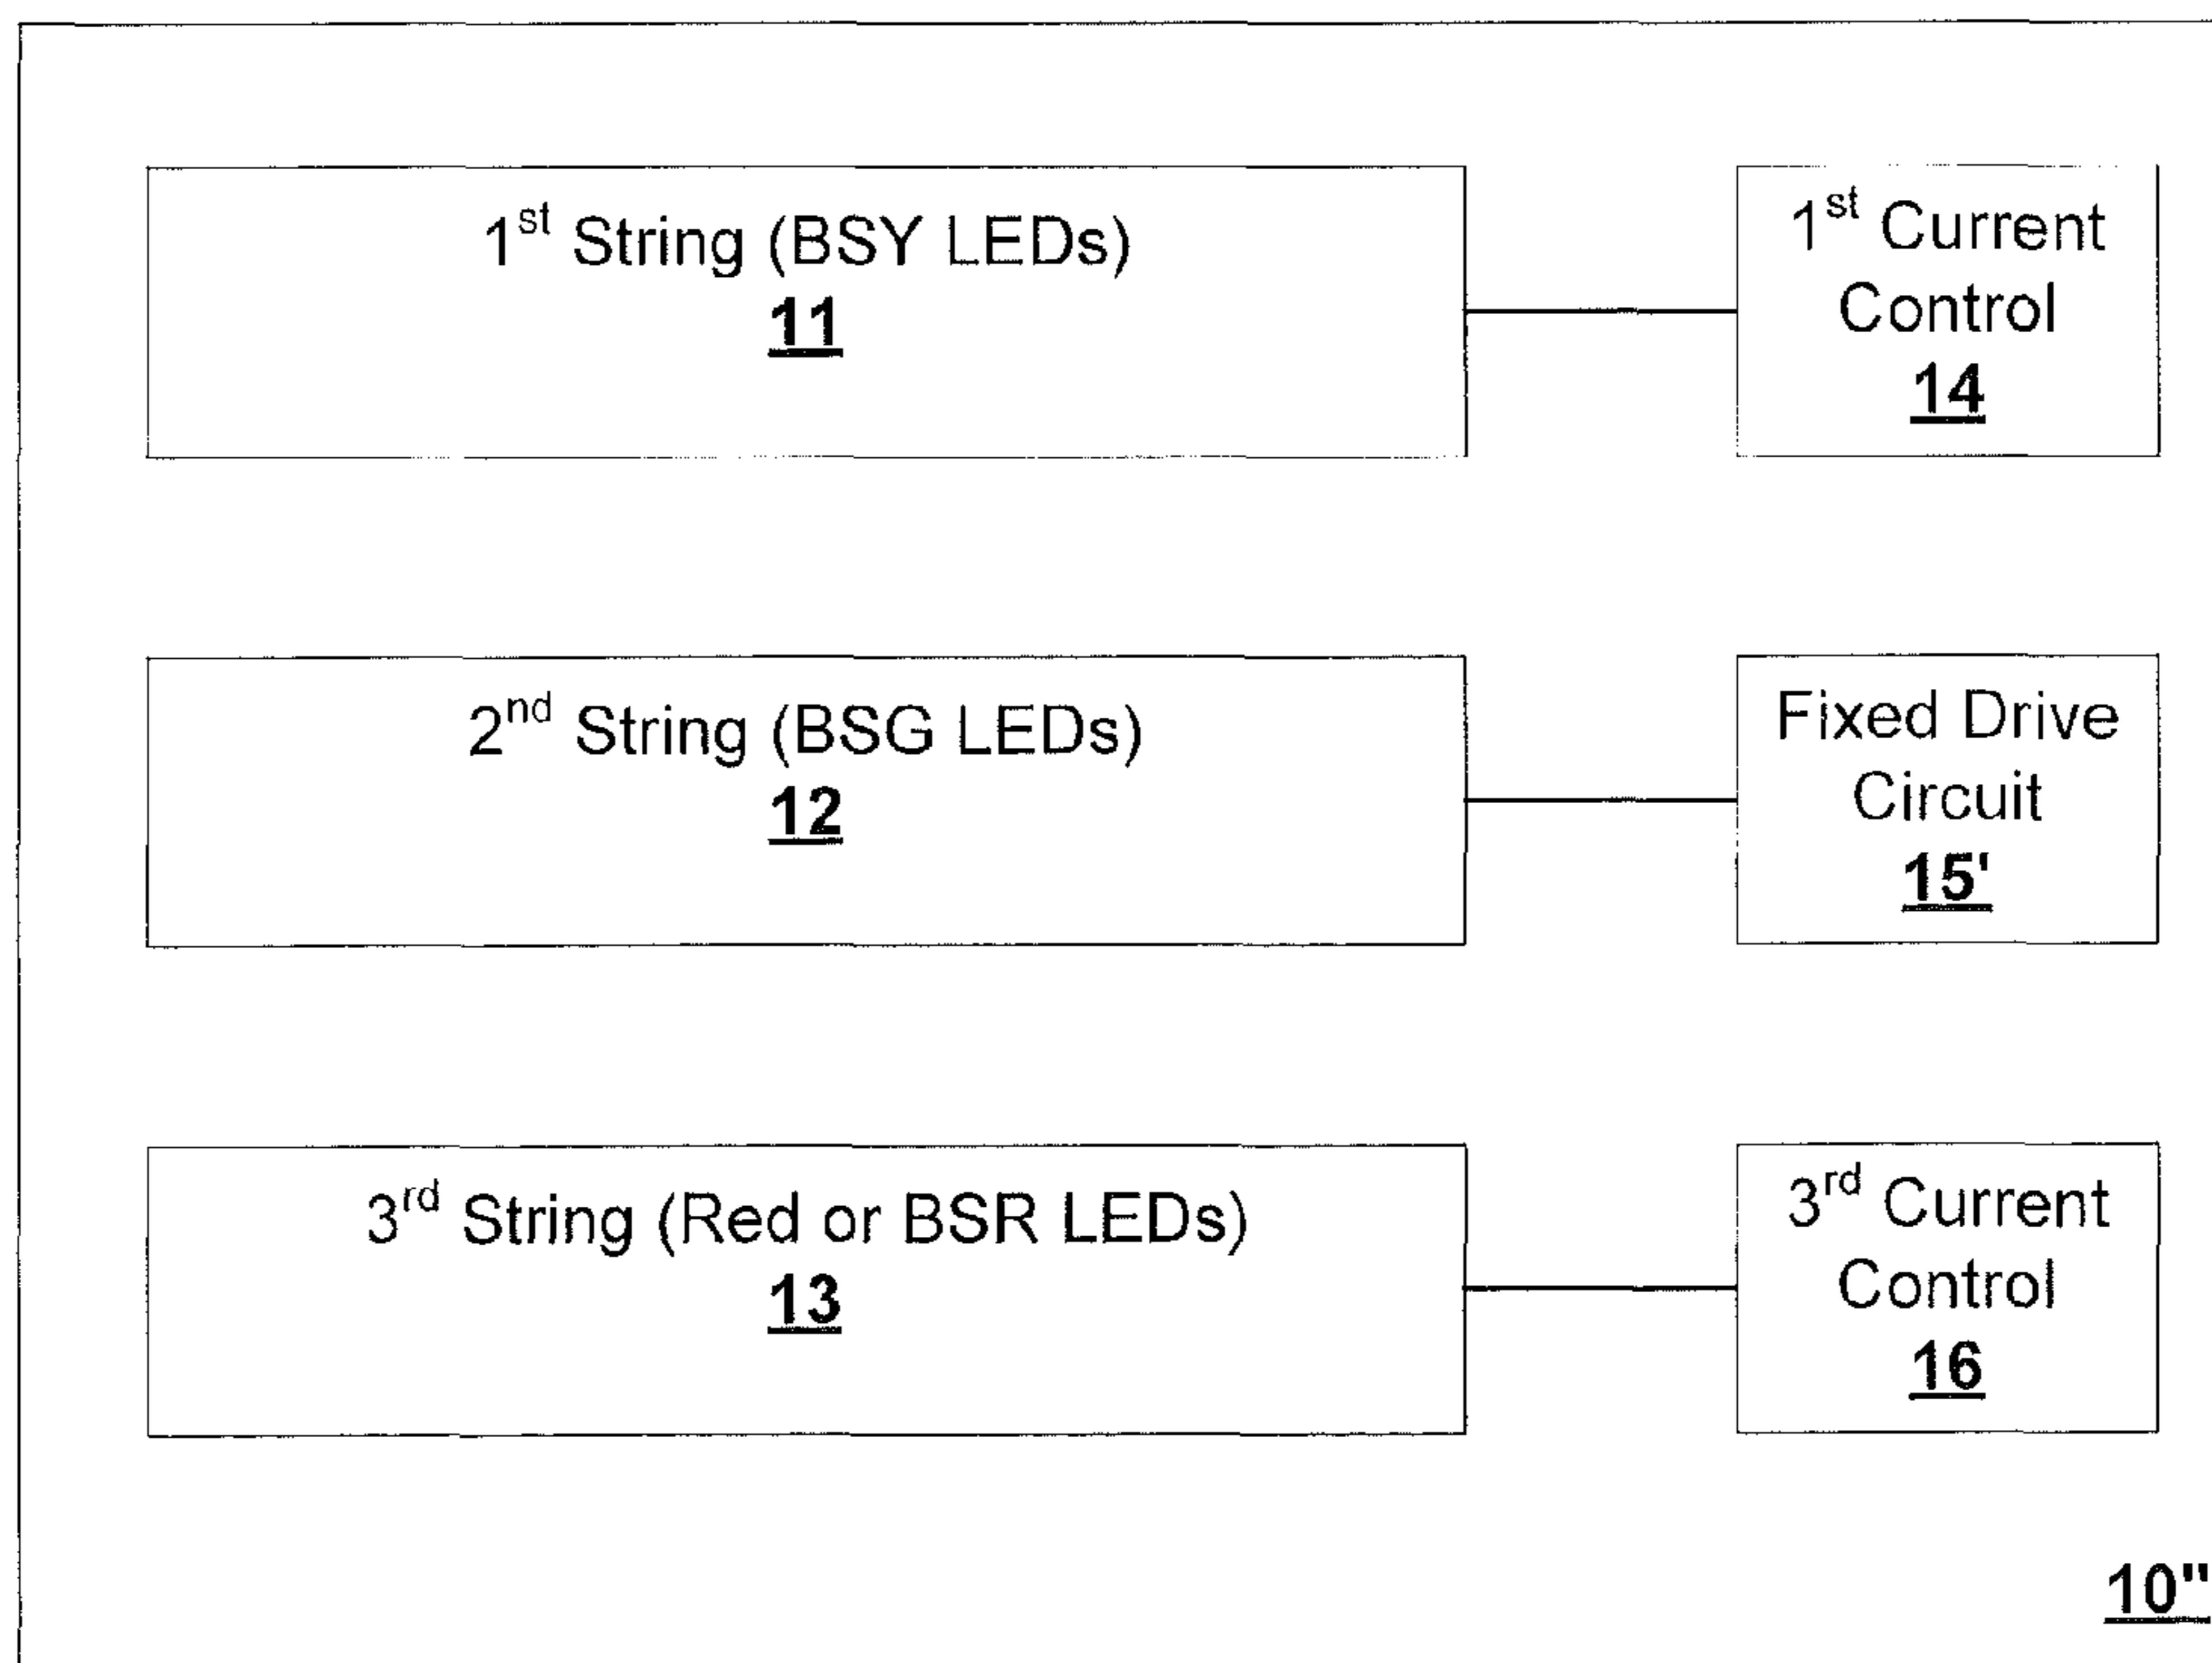 1st String (BSY LEDs)
11
1st Current
Control
14
2nd String (BSG LEDs)
12
Fixed Drive
Circuit
15'
3rd String (Red or BSR LEDs)
13
3rd Current
Control
16
10"